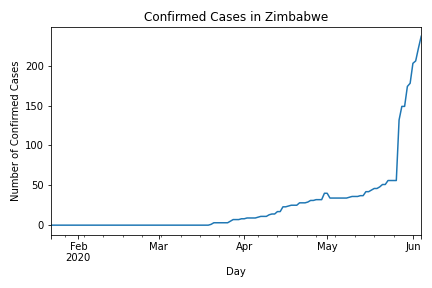 Confirmed Cases in Zimbabwe
Number of Confirmed Cases
200
150
100
50
0
Feb
2020
Mar
Apr
May
Jun
Day